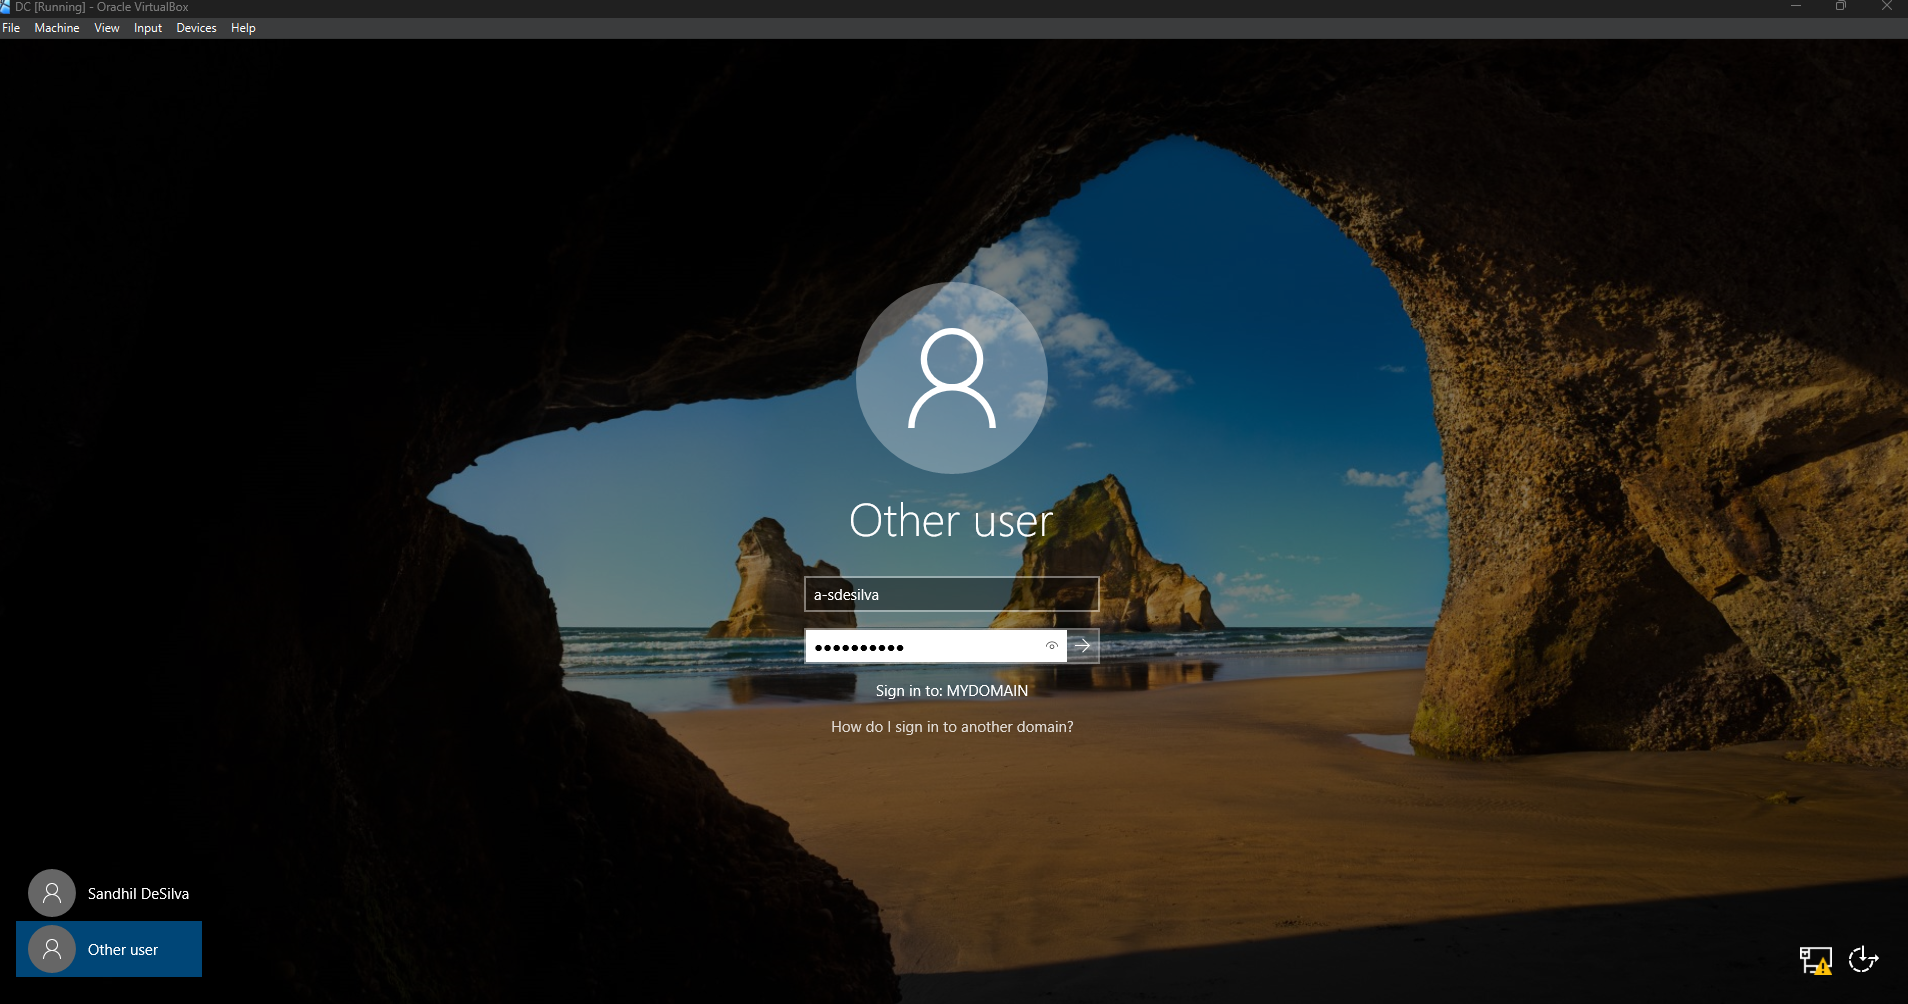 DC [Running] - Oracle VirtualBox
File Machine View Input Devices Help
Other user
a-sdesilva
Sign in to: MYDOMAIN
How do I sign in to another domain?
Sandhil DeSilva
Other user